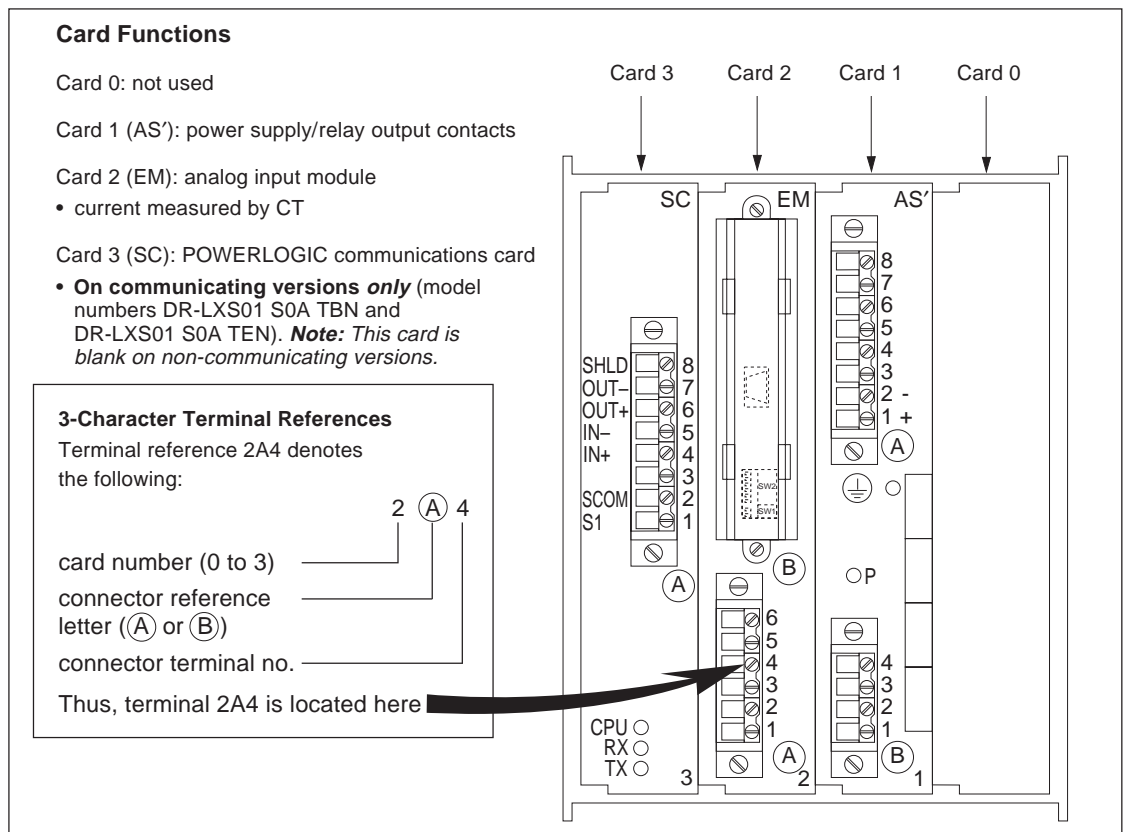 Card Functions
Card 0: not used
Card 1 (AS′): power supply/relay output contacts
Card 2 (EM): analog input module
• current measured by CT
Card 3 (SC): POWERLOGIC communications card
• On communicating versions only (model
numbers DR-LXS01 S0A TBN and
DR-LXS01 S0A TEN). Note: This card is
blank on non-communicating versions.
3-Character Terminal References
Terminal reference 2A4 denotes
the following:
2 A 4
card number (0 to 3)
connector reference
letter (A or B)
connector terminal no.
Thus, terminal 2A4 is located here
Card 3 Card 2 Card 1 Card 0
SC
SHLD 8
OUT– 7
OUT+ 6
IN– 5
IN+ 4
3
SCOM 2
S1 1
A
CPU
RX
TX
3
EM
SW2
SW1
B
6
5
4
3
2
1
A
2
AS′
8
7
6
5
4
3
2 -
1 +
A
P
4
3
2
1
B
1